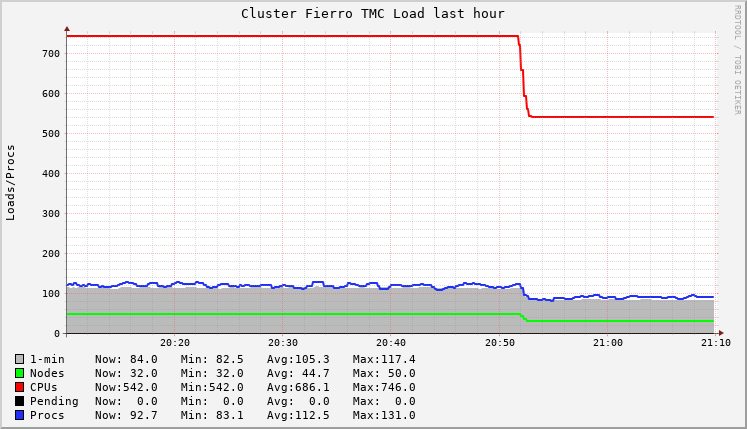 Cluster Fierro TMC Load last hour
RRDTOOL / TOBI OETIKER
Loads/Procs
700
600
500
400
300
200
100
0
20:20 20:30 20:40 20:50 21:00 21:10
1-min Now: 84.0 Min: 82.5 Avg:105.3 Max:117.4
Nodes Now: 32.0 Min: 32.0 Avg: 44.7 Max: 50.0
CPUs Now:542.0 Min:542.0 Avg:686.1 Max:746.0
Pending Now: 0.0 Min: 0.0 Avg: 0.0 Max: 0.0
Procs Now: 92.7 Min: 83.1 Avg:112.5 Max:131.0